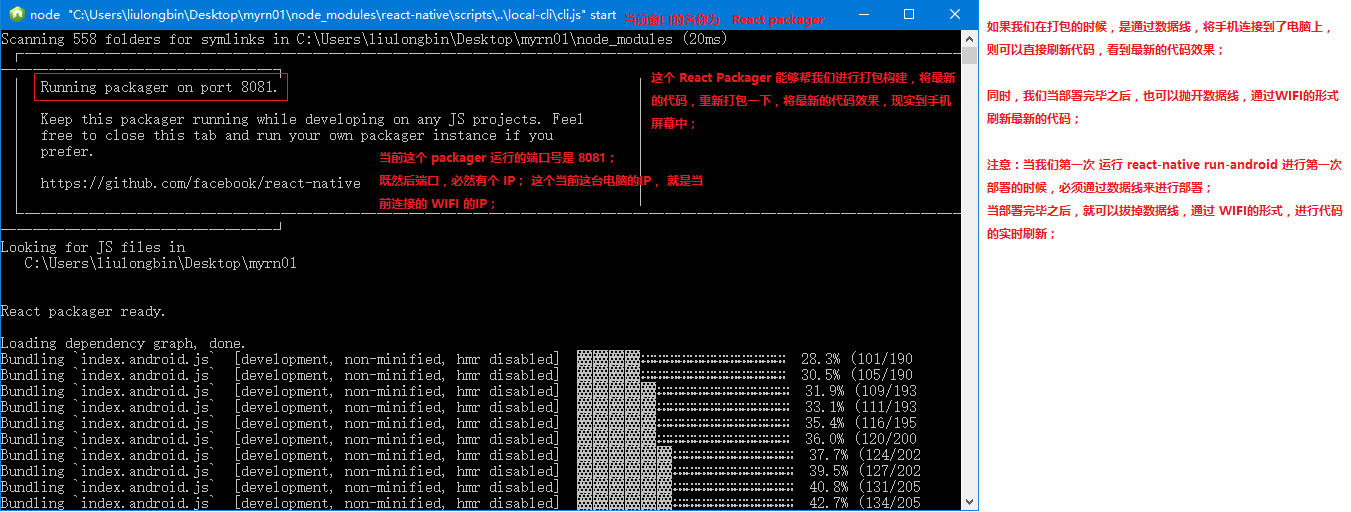 node "C:\Users\liulongbin\Desktop\myrn01\node_modules\react-native\scripts\..\local-cli\cli.js" start
当前窗口的名称为 React packager
Scanning 558 folders for symlinks in C:\Users\liulongbin\Desktop\myrn01\node_modules (20ms)
Running packager on port 8081.
Keep this packager running while developing on any JS projects. Feel
free to close this tab and run your own packager instance if you
prefer.
https://github.com/facebook/react-native
这个 React Packager 能够帮我们进行打包构建，将最新
的代码，重新打包一下，将最新的代码效果，现实到手机
屏幕中；
当前这个 packager 运行的端口号是 8081；
既然后端口，必然有个 IP； 这个当前这台电脑的IP， 就是当
前连接的 WIFI 的IP；
Looking for JS files in
C:\Users\liulongbin\Desktop\myrn01
React packager ready.
Loading dependency graph, done.
Bundling `index.android.js` [development, non-minified, hmr disabled] 28.3% (101/190
Bundling `index.android.js` [development, non-minified, hmr disabled] 30.5% (105/190
Bundling `index.android.js` [development, non-minified, hmr disabled] 31.9% (109/193
Bundling `index.android.js` [development, non-minified, hmr disabled] 33.1% (111/193
Bundling `index.android.js` [development, non-minified, hmr disabled] 35.4% (116/195
Bundling `index.android.js` [development, non-minified, hmr disabled] 36.0% (120/200
Bundling `index.android.js` [development, non-minified, hmr disabled] 37.7% (124/202
Bundling `index.android.js` [development, non-minified, hmr disabled] 39.5% (127/202
Bundling `index.android.js` [development, non-minified, hmr disabled] 40.8% (131/205
Bundling `index.android.js` [development, non-minified, hmr disabled] 42.7% (134/205
如果我们在打包的时候，是通过数据线，将手机连接到了电脑上，
则可以直接刷新代码，看到最新的代码效果；
同时，我们当部署完毕之后，也可以抛开数据线，通过WIFI的形式
刷新最新的代码；
注意：当我们第一次 运行 react-native run-android 进行第一次
部署的时候，必须通过数据线来进行部署；
当部署完毕之后，就可以拔掉数据线，通过 WIFI的形式，进行代码
的实时刷新；